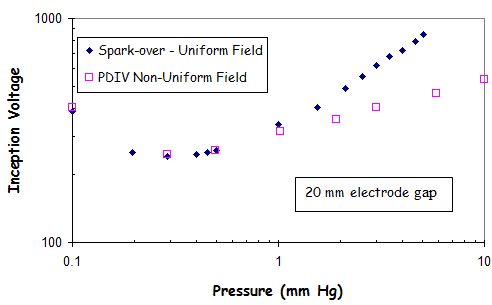 1000
Spark-over - Uniform Field
PDIV Non-Uniform Field
Inception Voltage
20 mm electrode gap
100
0.1
1
10
Pressure (mm Hg)